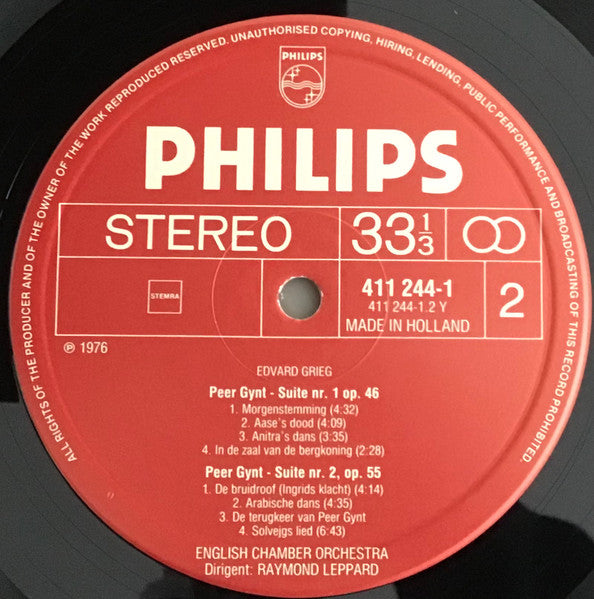 ALL RIGHTS OF THE PRODUCER AND OF THE OWNER OF THE WORK REPRODUCED RESERVED. UNAUTHORISED COPYING, HIRING, LENDING, PUBLIC PERFORMANCE AND BROADCASTING OF THIS RECORD PROHIBITED.
PHILIPS
PHILIPS
STEREO
33 1/3
STEMRA
411 244-1
411 244-1.2 Y
MADE IN HOLLAND
2
℗ 1976
EDVARD GRIEG
Peer Gynt - Suite nr. 1 op. 46
1. Morgenstemming (4:32)
2. Aase's dood (4:09)
3. Anitra's dans (3:35)
4. In de zaal van de bergkoning (2:28)
Peer Gynt - Suite nr. 2, op. 55
1. De bruidroof (Ingrids klacht) (4:14)
2. Arabische dans (4:35)
3. De terugkeer van Peer Gynt
4. Solvejgs lied (6:43)
ENGLISH CHAMBER ORCHESTRA
Dirigent: RAYMOND LEPPARD